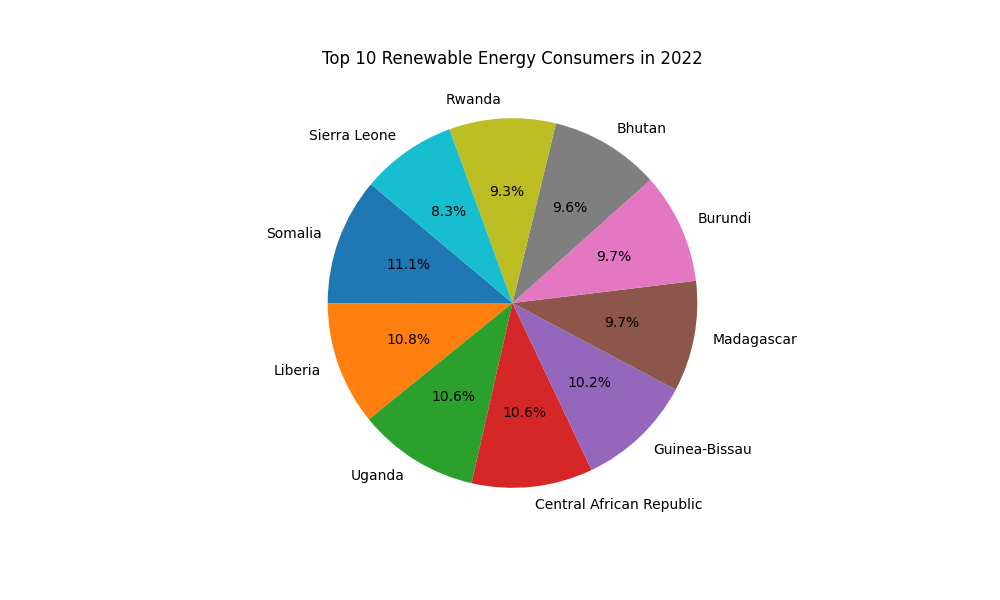 Top 10 Renewable Energy Consumers in 2022
Rwanda
Bhutan
Sierra Leone
9.3%
9.6%
8.3%
Burundi
Somalia
9.7%
11.1%
9.7%
Madagascar
10.8%
Liberia
10.2%
10.6%
10.6%
Guinea-Bissau
Uganda
Central African Republic